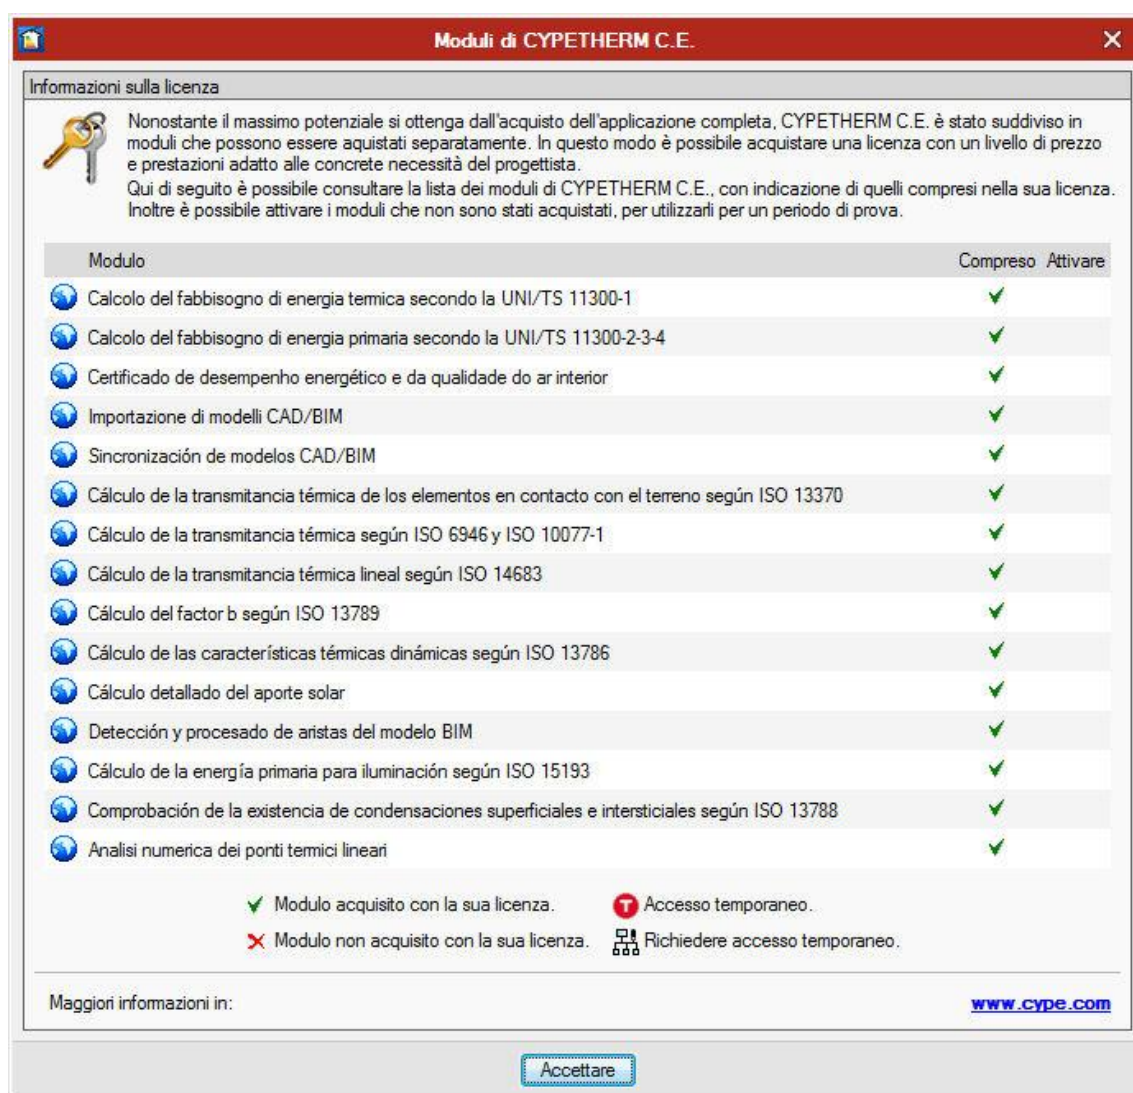 Moduli di CYPETHERM C.E.
Informazioni sulla licenza
Nonostante il massimo potenziale si ottenga dall'acquisto dell'applicazione completa, CYPETHERM C.E. è stato suddiviso in
moduli che possono essere aquistati separatamente. In questo modo è possibile acquistare una licenza con un livello di prezzo
e prestazioni adatto alle concrete necessità del progettista.
Qui di seguito è possibile consultare la lista dei moduli di CYPETHERM C.E., con indicazione di quelli compresi nella sua licenza.
Inoltre è possibile attivare i moduli che non sono stati acquistati, per utilizzarli per un periodo di prova.
Modulo Compreso Attivare
Calcolo del fabbisogno di energia termica secondo la UNI/TS 11300-1
Calcolo del fabbisogno di energia primaria secondo la UNI/TS 11300-2-3-4
Certificado de desempenho energético e da qualidade do ar interior
Importazione di modelli CAD/BIM
Sincronización de modelos CAD/BIM
Cálculo de la transmitancia térmica de los elementos en contacto con el terreno según ISO 13370
Cálculo de la transmitancia térmica según ISO 6946 y ISO 10077-1
Cálculo de la transmitancia térmica lineal según ISO 14683
Cálculo del factor b según ISO 13789
Cálculo de las características térmicas dinámicas según ISO 13786
Cálculo detallado del aporte solar
Detección y procesado de aristas del modelo BIM
Cálculo de la energía primaria para iluminación según ISO 15193
Comprobación de la existencia de condensaciones superficiales e intersticiales según ISO 13788
Analisi numerica dei ponti termici lineari
Modulo acquisito con la sua licenza. T Accesso temporaneo.
Modulo non acquisito con la sua licenza. Richiedere accesso temporaneo.
Maggiori informazioni in: www.cype.com
Accettare